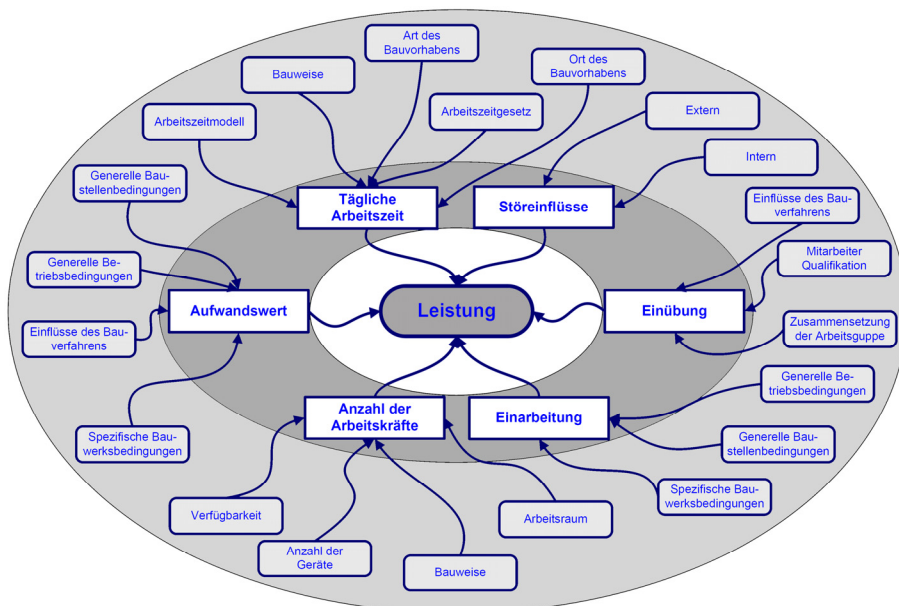 Art des
Bauvorhabens
Ort des
Bauvorhabens
Bauweise
Arbeitszeitmodell
Arbeitszeitgesetz
Extern
Intern
Generelle Bau-
stellenbedingungen
Tägliche
Arbeitszeit
Störeinflüsse
Einflüsse des Bau-
verfahrens
Generelle Be-
triebsbedingungen
Mitarbeiter
Qualifikation
Aufwandswert
Leistung
Einübung
Einflüsse des Bau-
verfahrens
Zusammensetzung
der Arbeitsguppe
Anzahl der
Arbeitskräfte
Einarbeitung
Generelle Be-
triebsbedingungen
Spezifische Bau-
werksbedingungen
Generelle Bau-
stellenbedingungen
Spezifische Bau-
werksbedingungen
Verfügbarkeit
Arbeitsraum
Anzahl der
Geräte
Bauweise